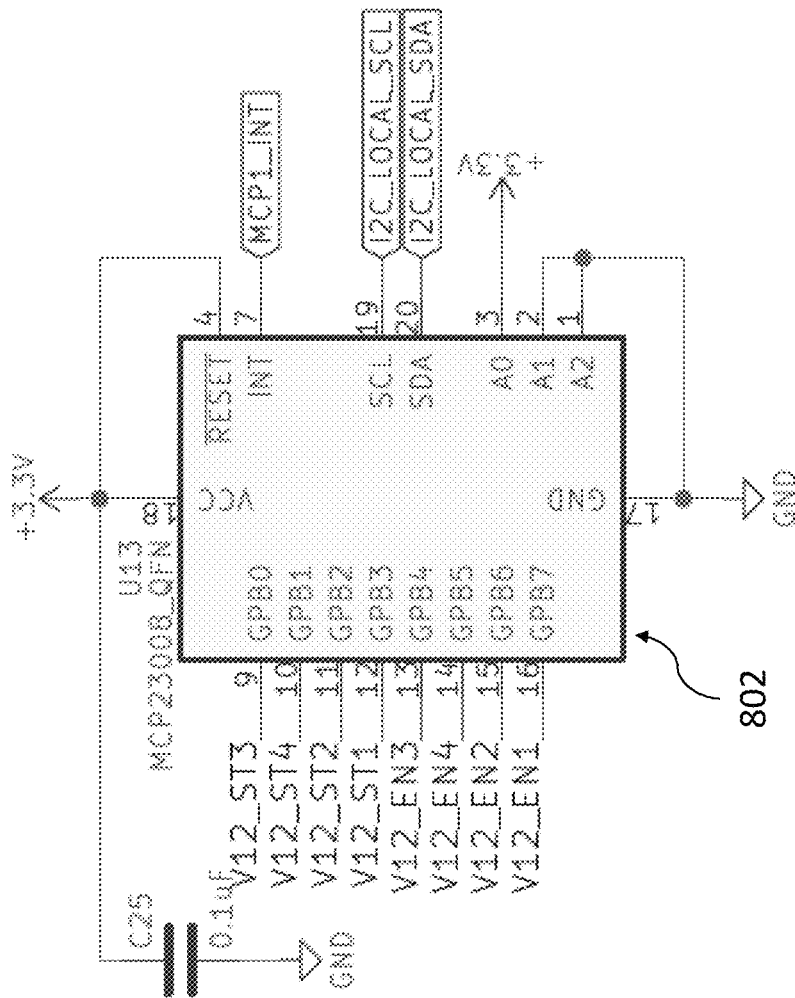 +3.3V
U13
MCP23008_QFN
C25
0.1uF
GND
18
VCC
RESET
4
INT
7
MCP1_INT
SCL
19
I2C_LOCAL_SCL
SDA
20
I2C_LOCAL_SDA
A0
3
+3.3V
A1
2
A2
1
GND
17
GND
V12_ST3
9
GPB0
V12_ST4
10
GPB1
V12_ST2
11
GPB2
V12_ST1
12
GPB3
V12_EN3
13
GPB4
V12_EN4
14
GPB5
V12_EN2
15
GPB6
V12_EN1
16
GPB7
802